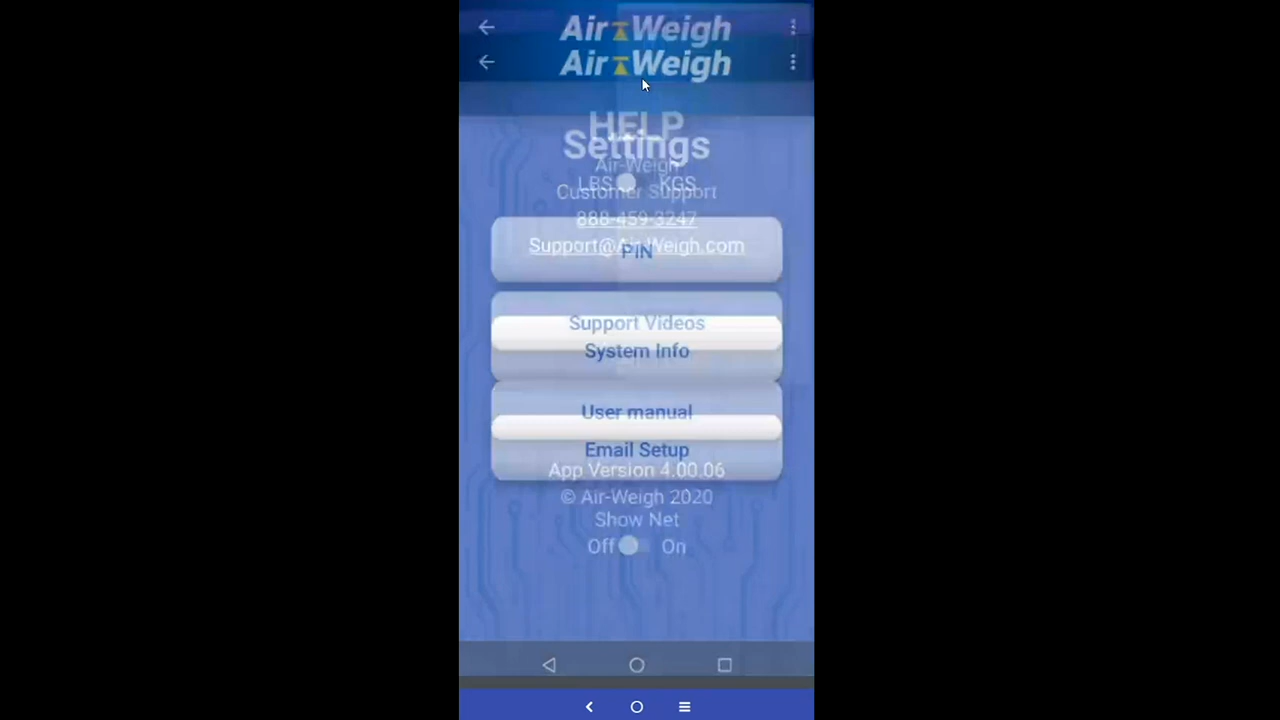 Air-Weigh
Air-Weigh
HELP
Settings
Air-Weigh
LBS KGS
Customer Support
888-459-3247
Support@Air-Weigh.com
PIN
Support Videos
System Info
User manual
Email Setup
App Version 4.00.06
© Air-Weigh 2020
Show Net
Off On